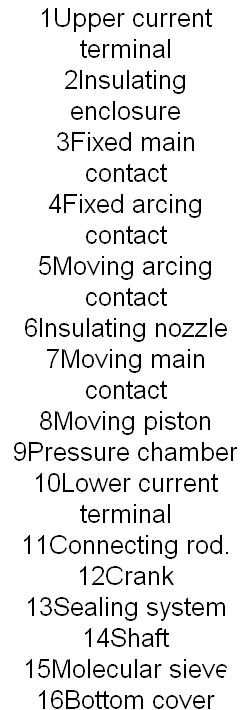 1Upper current
terminal
2Insulating
enclosure
3Fixed main
contact
4Fixed arcing
contact
5Moving arcing
contact
6Insulating nozzle
7Moving main
contact
8Moving piston
9Pressure chamber
10Lower current
terminal
11Connecting rod.
12Crank
13Sealing system
14Shaft
15Molecular sieve
16Bottom cover